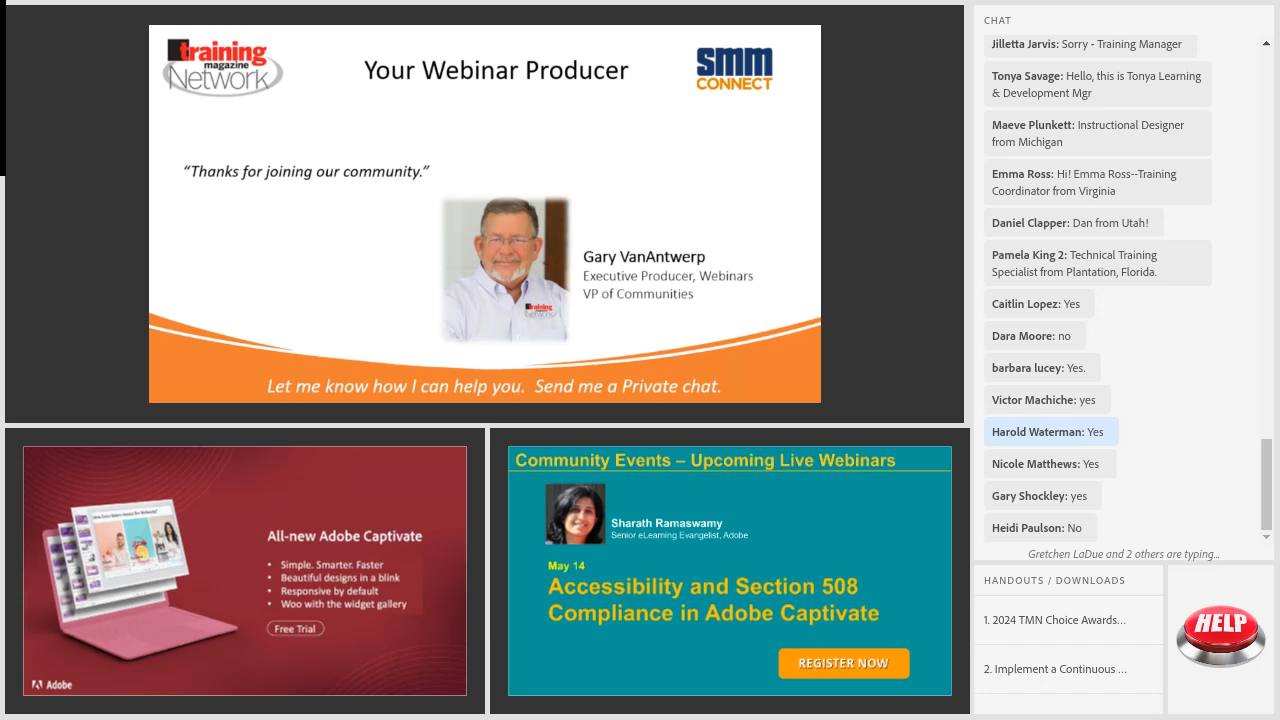 training
magazine
NETWORK
Your Webinar Producer
smm
CONNECT
“Thanks for joining our community.”
Gary VanAntwerp
Executive Producer, Webinars
VP of Communities
training
Network
Let me know how I can help you.  Send me a Private chat.
All-new Adobe Captivate
• Simple. Smarter. Faster
• Beautiful designs in a blink
• Responsive by default
• Woo with the widget gallery
Free Trial
Adobe
Community Events – Upcoming Live Webinars
Sharath Ramaswamy
Senior eLearning Evangelist, Adobe
May 14
Accessibility and Section 508
Compliance in Adobe Captivate
REGISTER NOW
CHAT
Jilletta Jarvis: Sorry - Training Manager
Tonya Savage: Hello, this is Tonya, Learning
& Development Mgr
Maeve Plunkett: Instructional Designer
from Michigan
Emma Ross: Hi! Emma Ross--Training
Coordinator from Virginia
Daniel Clapper: Dan from Utah!
Pamela King 2: Technical Training
Specialist from Plantation, Florida.
Caitlin Lopez: Yes
Dara Moore: no
barbara lucey: Yes.
Victor Machiche: yes
Harold Waterman: Yes
Nicole Matthews: Yes
Gary Shockley: yes
Hal Paulson: No
Gretchen LaDue and 2 others are typing...
1. 2024 TMN Choice Awards...
2. Implement a Continuous ...
HELP